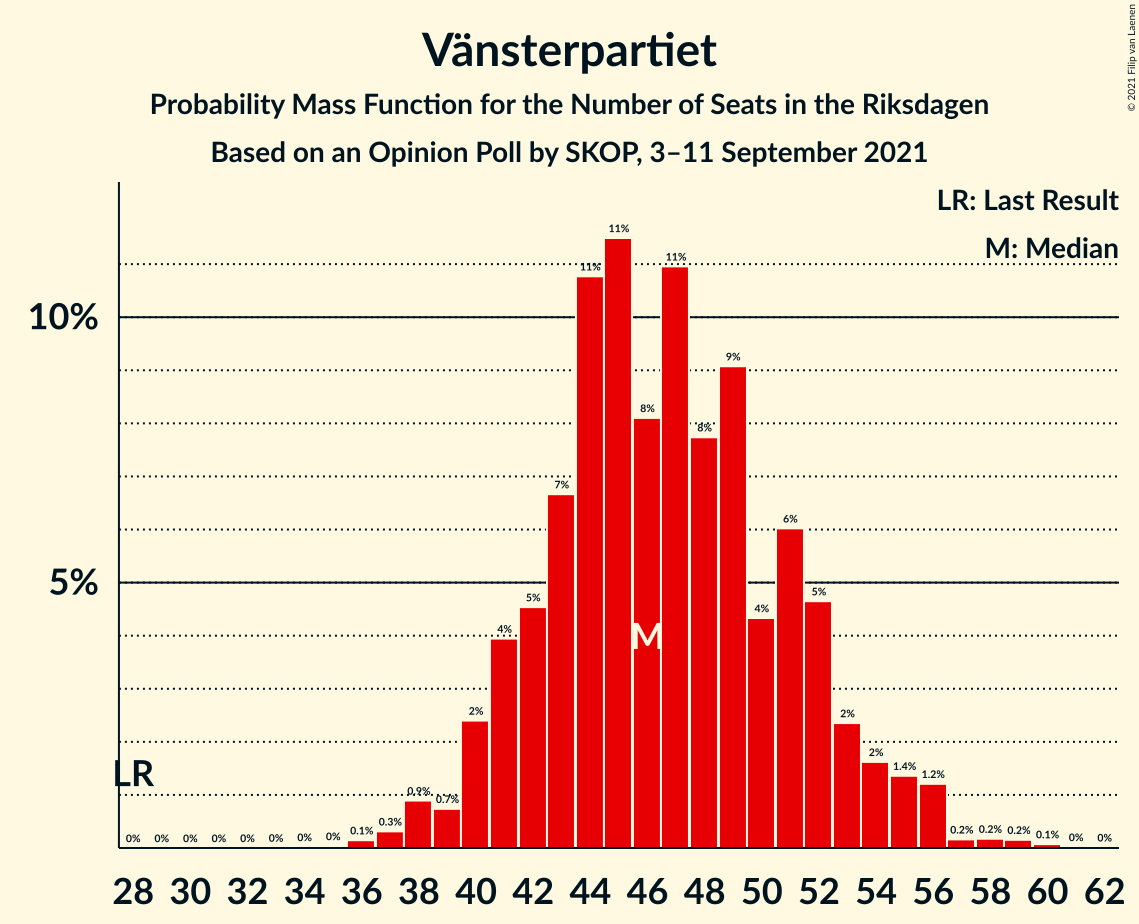 Vänsterpartiet
Probability Mass Function for the Number of Seats in the Riksdagen
Based on an Opinion Poll by SKOP, 3–11 September 2021
© 2021 Filip van Laenen
LR: Last Result
M: Median
10%
5%
LR
M
0% 0% 0% 0% 0% 0% 0% 0% 0.1% 0.3% 0.9% 0.7% 2% 4% 5% 7% 11% 11% 8% 11% 8% 9% 4% 6% 5% 2% 2% 1.4% 1.2% 0.2% 0.2% 0.2% 0.1% 0% 0%
28 30 32 34 36 38 40 42 44 46 48 50 52 54 56 58 60 62